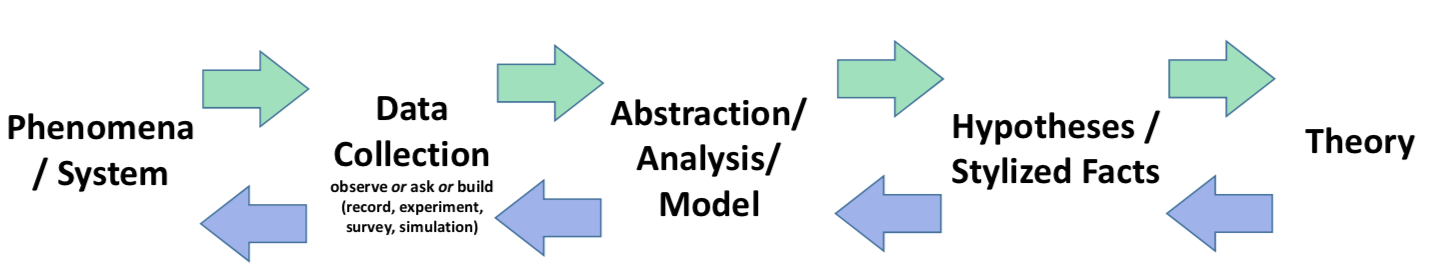 Phenomena
/ System
Data
Collection
observe or ask or build
(record, experiment,
survey, simulation)
Abstraction/
Analysis/
Model
Hypotheses /
Stylized Facts
Theory